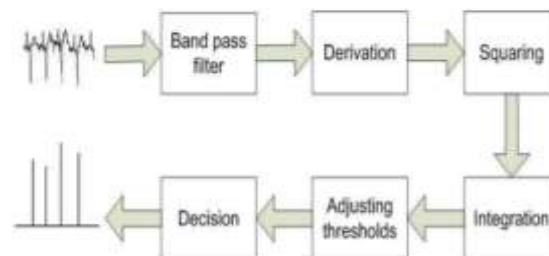 Band pass
filter
Derivation
Squaring
Integration
Adjusting
thresholds
Decision